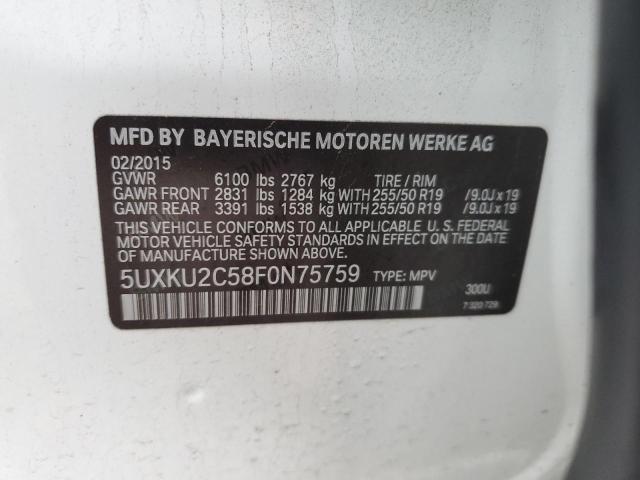 MFD BY BAYERISCHE MOTOREN WERKE AG
02/2015
GVWR 6100 lbs 2767 kg TIRE / RIM
GAWR FRONT 2831 lbs 1284 kg WITH 255/50 R19 /9.0J x 19
GAWR REAR 3391 lbs 1538 kg WITH 255/50 R19 /9.0J x 19
THIS VEHICLE CONFORMS TO ALL APPLICABLE U. S. FEDERAL
MOTOR VEHICLE SAFETY STANDARDS IN EFFECT ON THE
DATE OF MANUFACTURE SHOWN ABOVE.
5UXKU2C58F0N75759 TYPE: MPV 300U
7 320 729